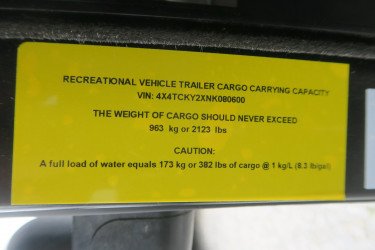 RECREATIONAL VEHICLE TRAILER CARGO CARRYING CAPACITY
VIN: 4X4TCKY2XNK080600
THE WEIGHT OF CARGO SHOULD NEVER EXCEED
963 kg or 2123 lbs
CAUTION:
A full load of water equals 173 kg or 382 lbs of cargo @ 1 kg/L (8.3 lb/gal)